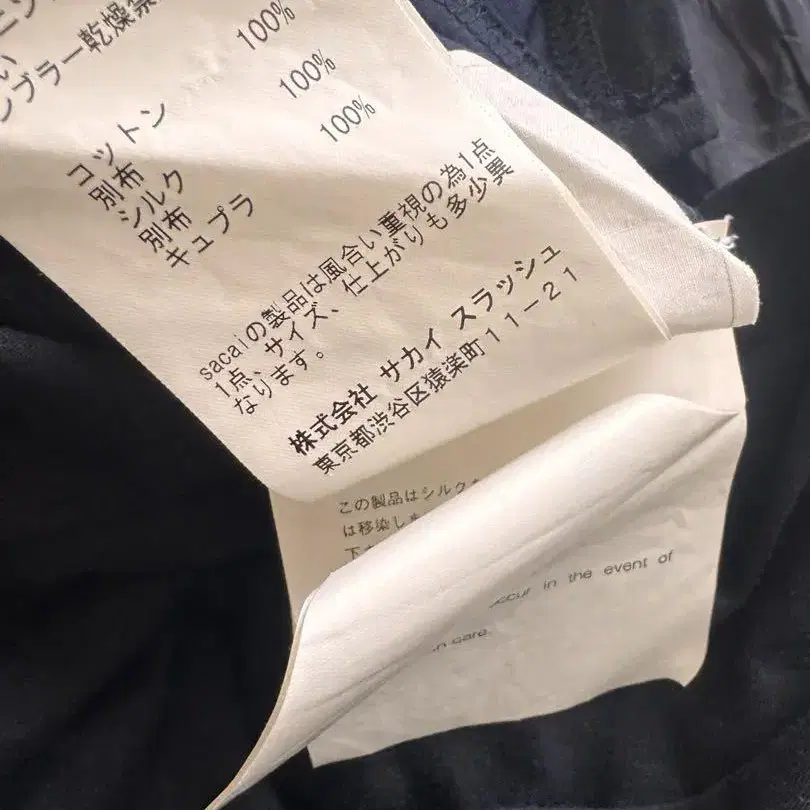 ンブラー乾燥禁
コットン 100%
別布
シルク 100%
別布
キュプラ 100%
sacaiの製品は風合い重視の為1点
1点、サイズ、仕上がりも多少異
なります。
株式会社 サカイ スラッシュ
東京都渋谷区猿楽町11-21
この製品はシルク
は移染し
下
occur in the event of
in care.